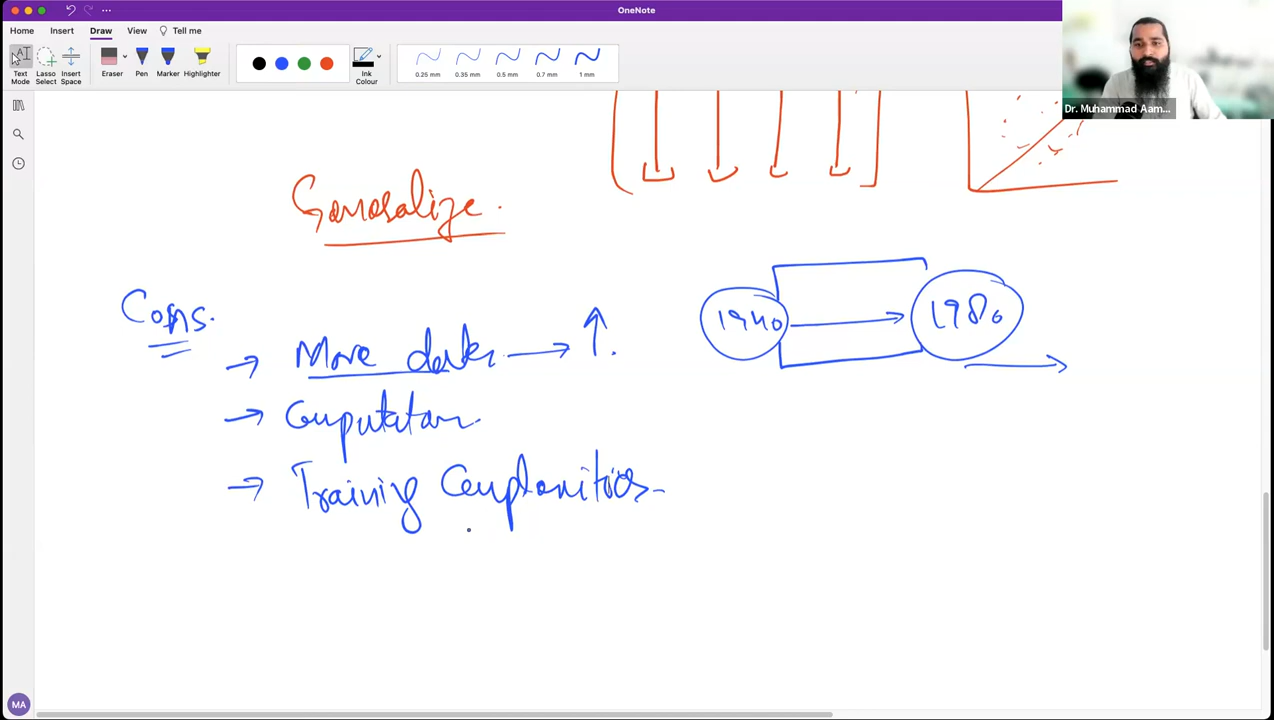 OneNote
Home Insert Draw View Tell me
Text Mode
Lasso Select
Insert Space
Eraser
Pen
Marker
Highlighter
Ink Colour
0.25 mm 0.35 mm 0.5 mm 0.7 mm 1 mm
Dr. Muhammad Aam...
Generalize.
Cons.
1940 → 1980
→ More data → ↑
→ Computation
→ Training Complexities
MA